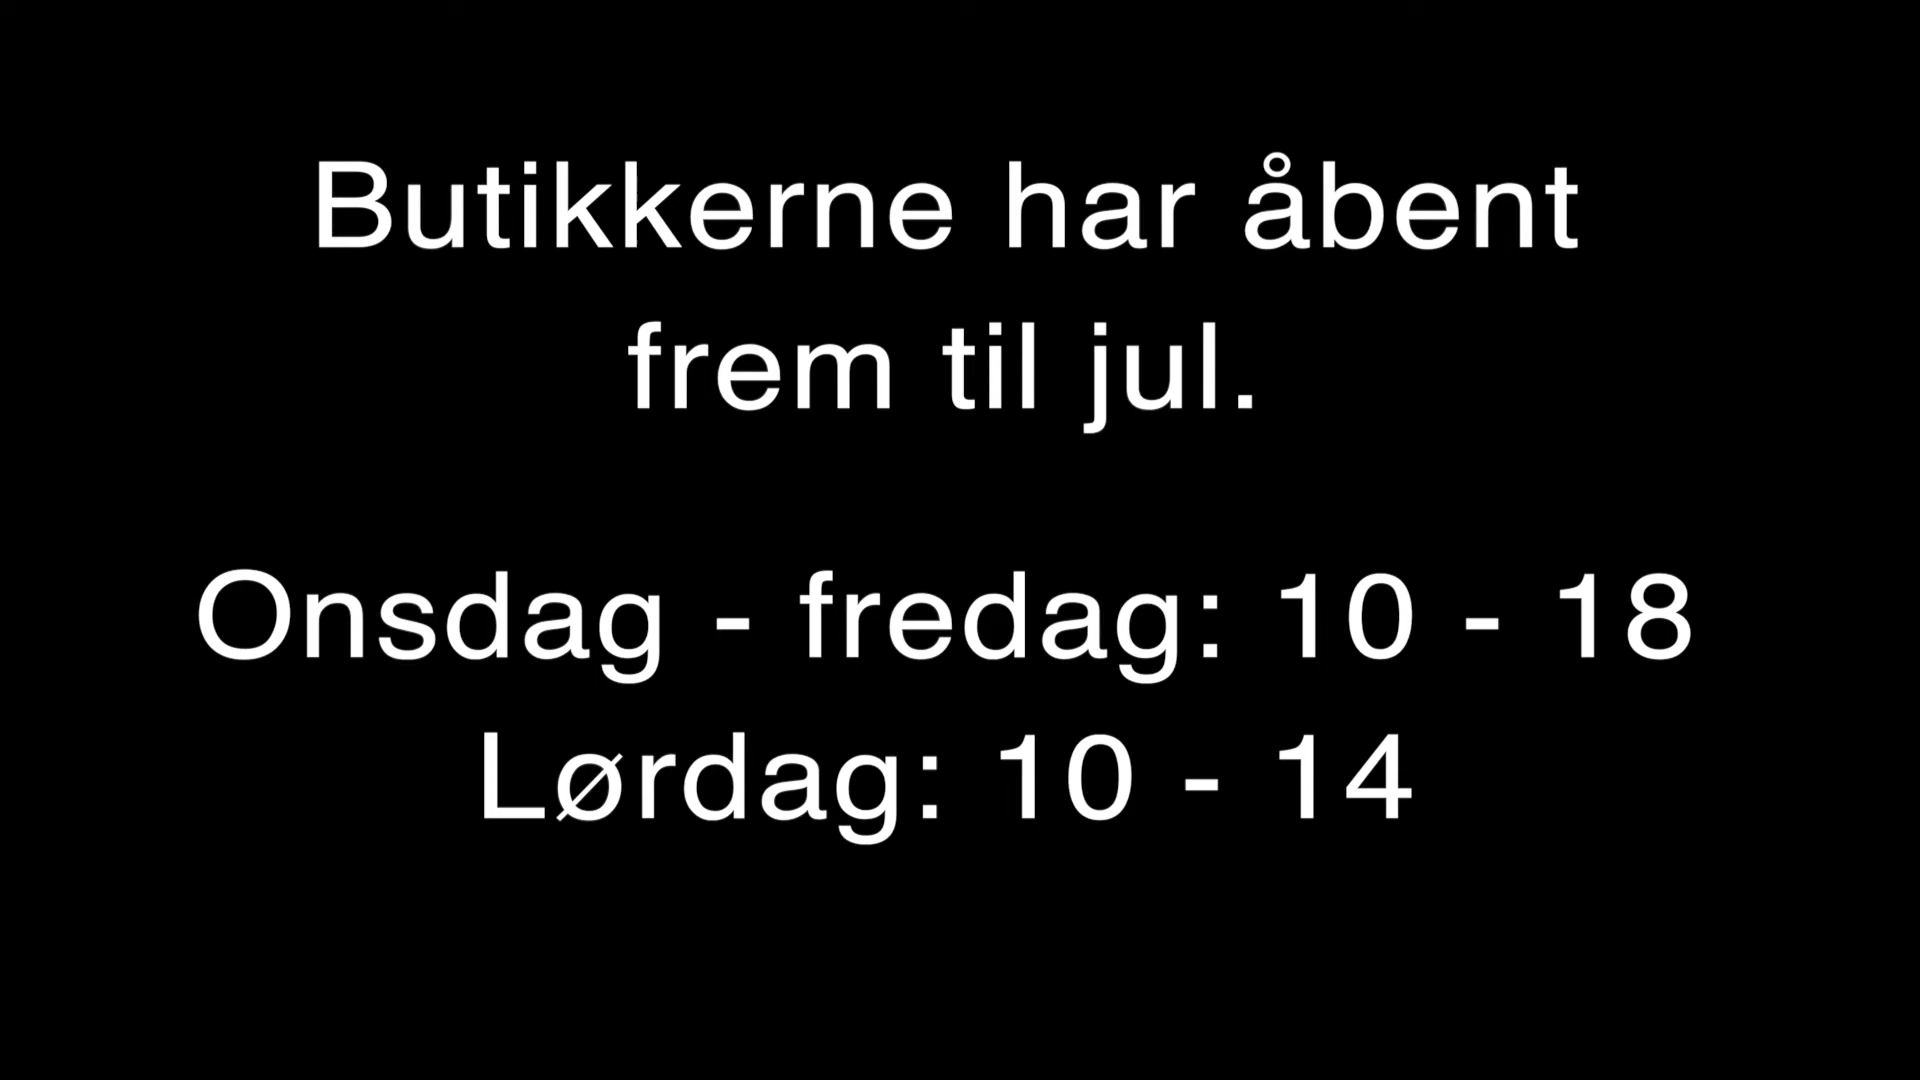 Butikkerne har åbent
frem til jul.
Onsdag - fredag: 10 - 18
Lørdag: 10 - 14